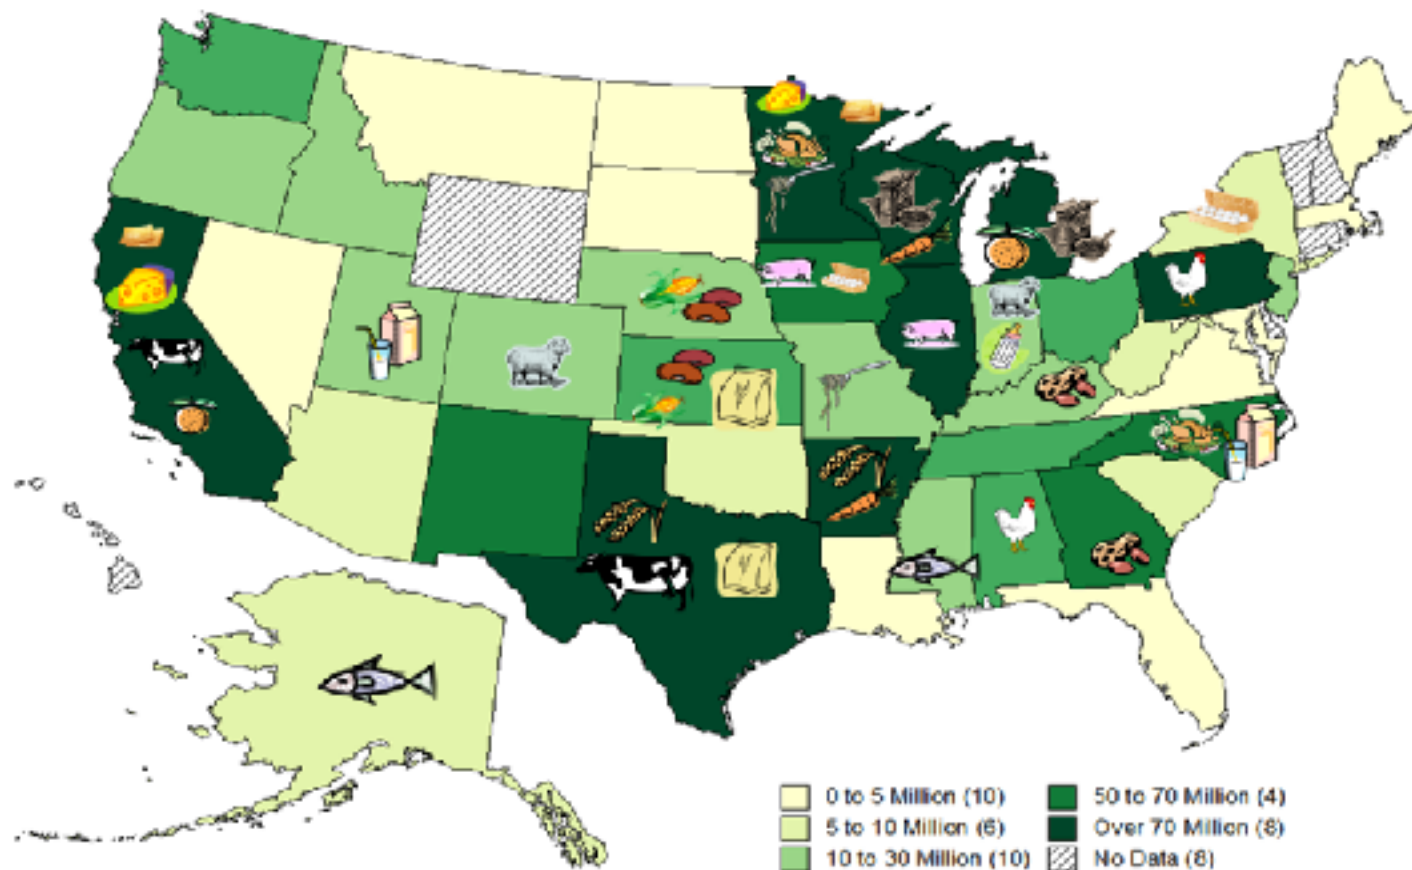 0 to 5 Million (10)
5 to 10 Million (6)
10 to 30 Million (10)
50 to 70 Million (4)
Over 70 Million (8)
No Data (8)